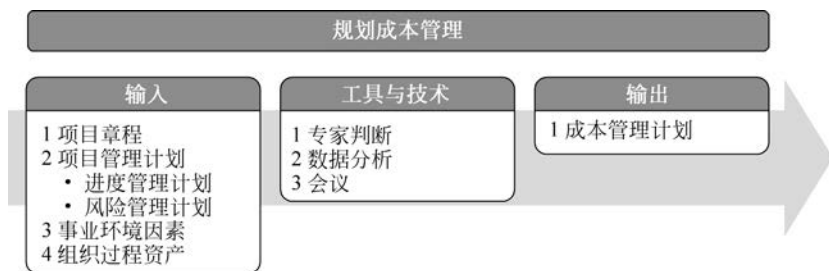 规划成本管理
输入
1 项目章程
2 项目管理计划
• 进度管理计划
• 风险管理计划
3 事业环境因素
4 组织过程资产
工具与技术
1 专家判断
2 数据分析
3 会议
输出
1 成本管理计划